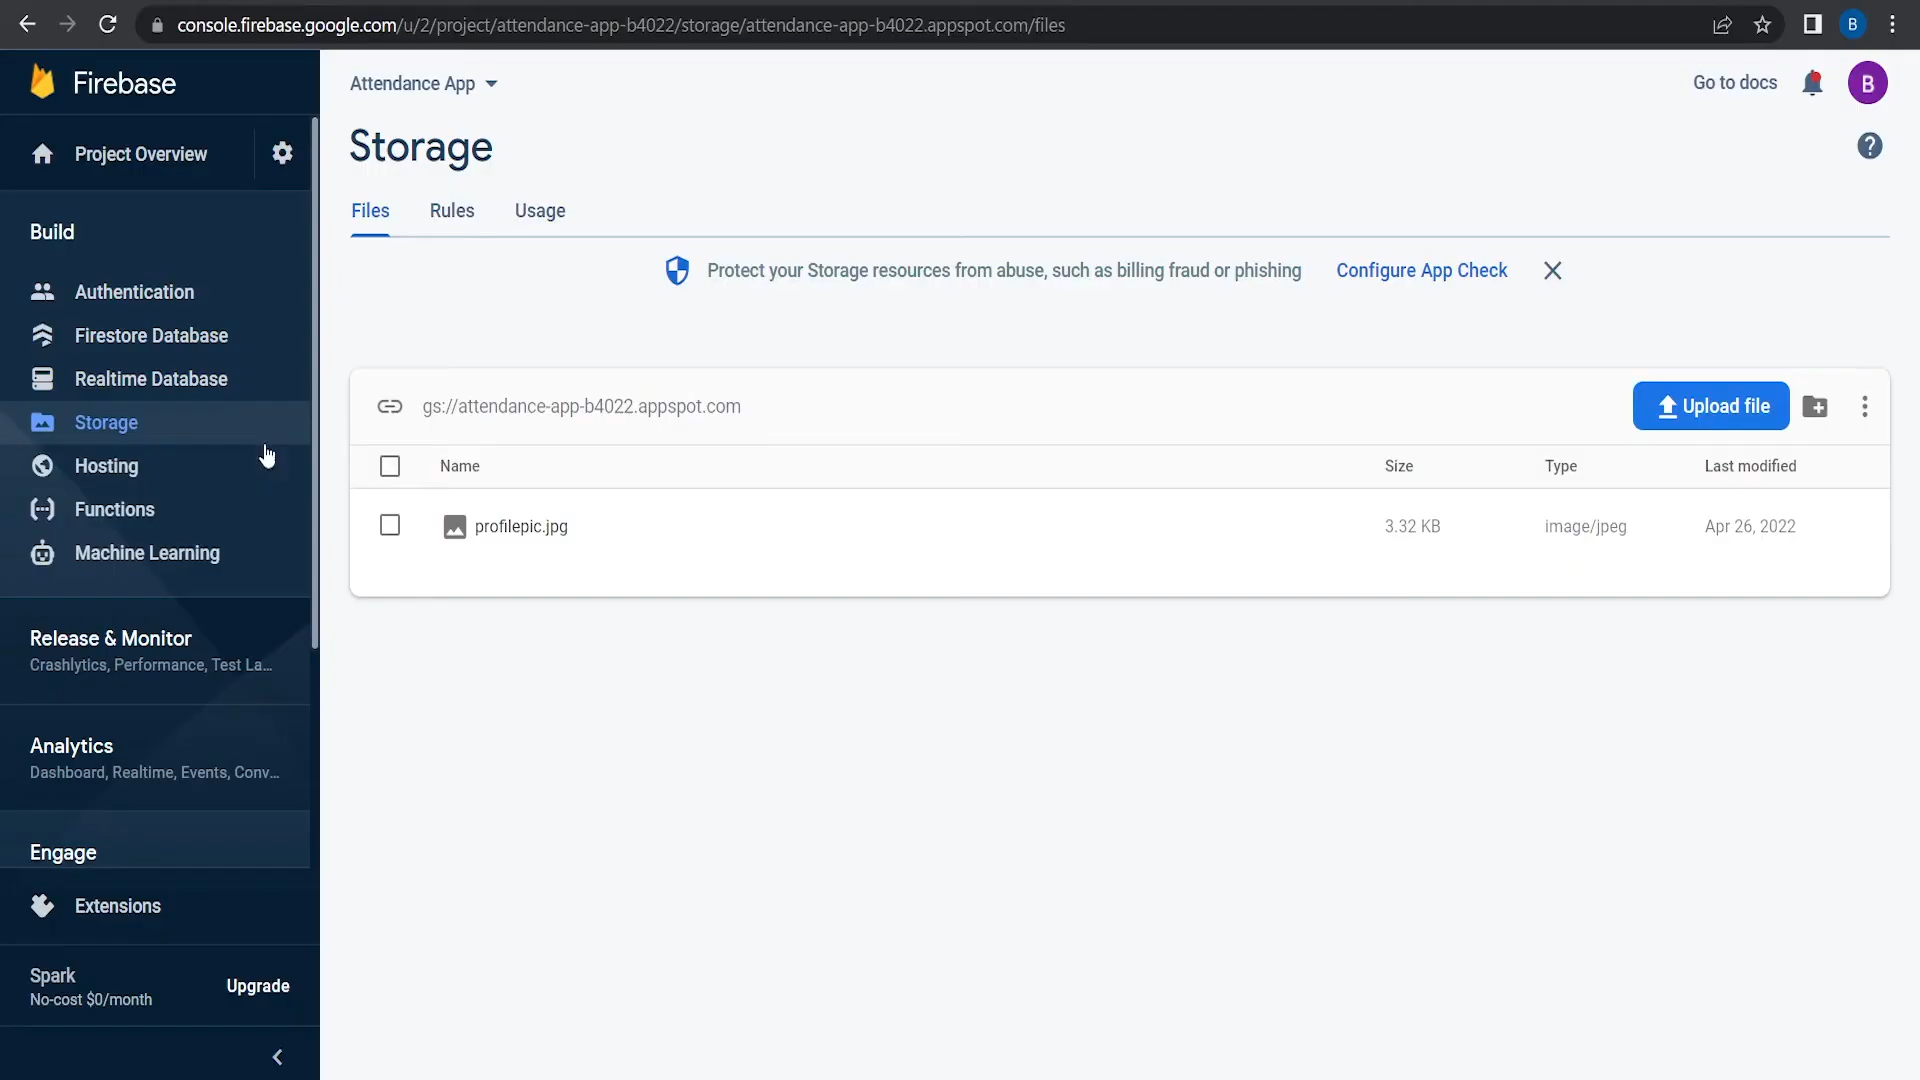 console.firebase.google.com/u/2/project/attendance-app-b4022/storage/attendance-app-b4022.appspot.com/files
B
Firebase
Attendance App
Go to docs
B
Project Overview
Storage
?
Files
Rules
Usage
Build
Protect your Storage resources from abuse, such as billing fraud or phishing
Configure App Check
Authentication
Firestore Database
Realtime Database
Storage
Hosting
Functions
Machine Learning
gs://attendance-app-b4022.appspot.com
Upload file
Name
Size
Type
Last modified
profilepic.jpg
3.32 KB
image/jpeg
Apr 26, 2022
Release & Monitor
Crashlytics, Performance, Test La...
Analytics
Dashboard, Realtime, Events, Conv...
Engage
Extensions
Spark
No-cost $0/month
Upgrade